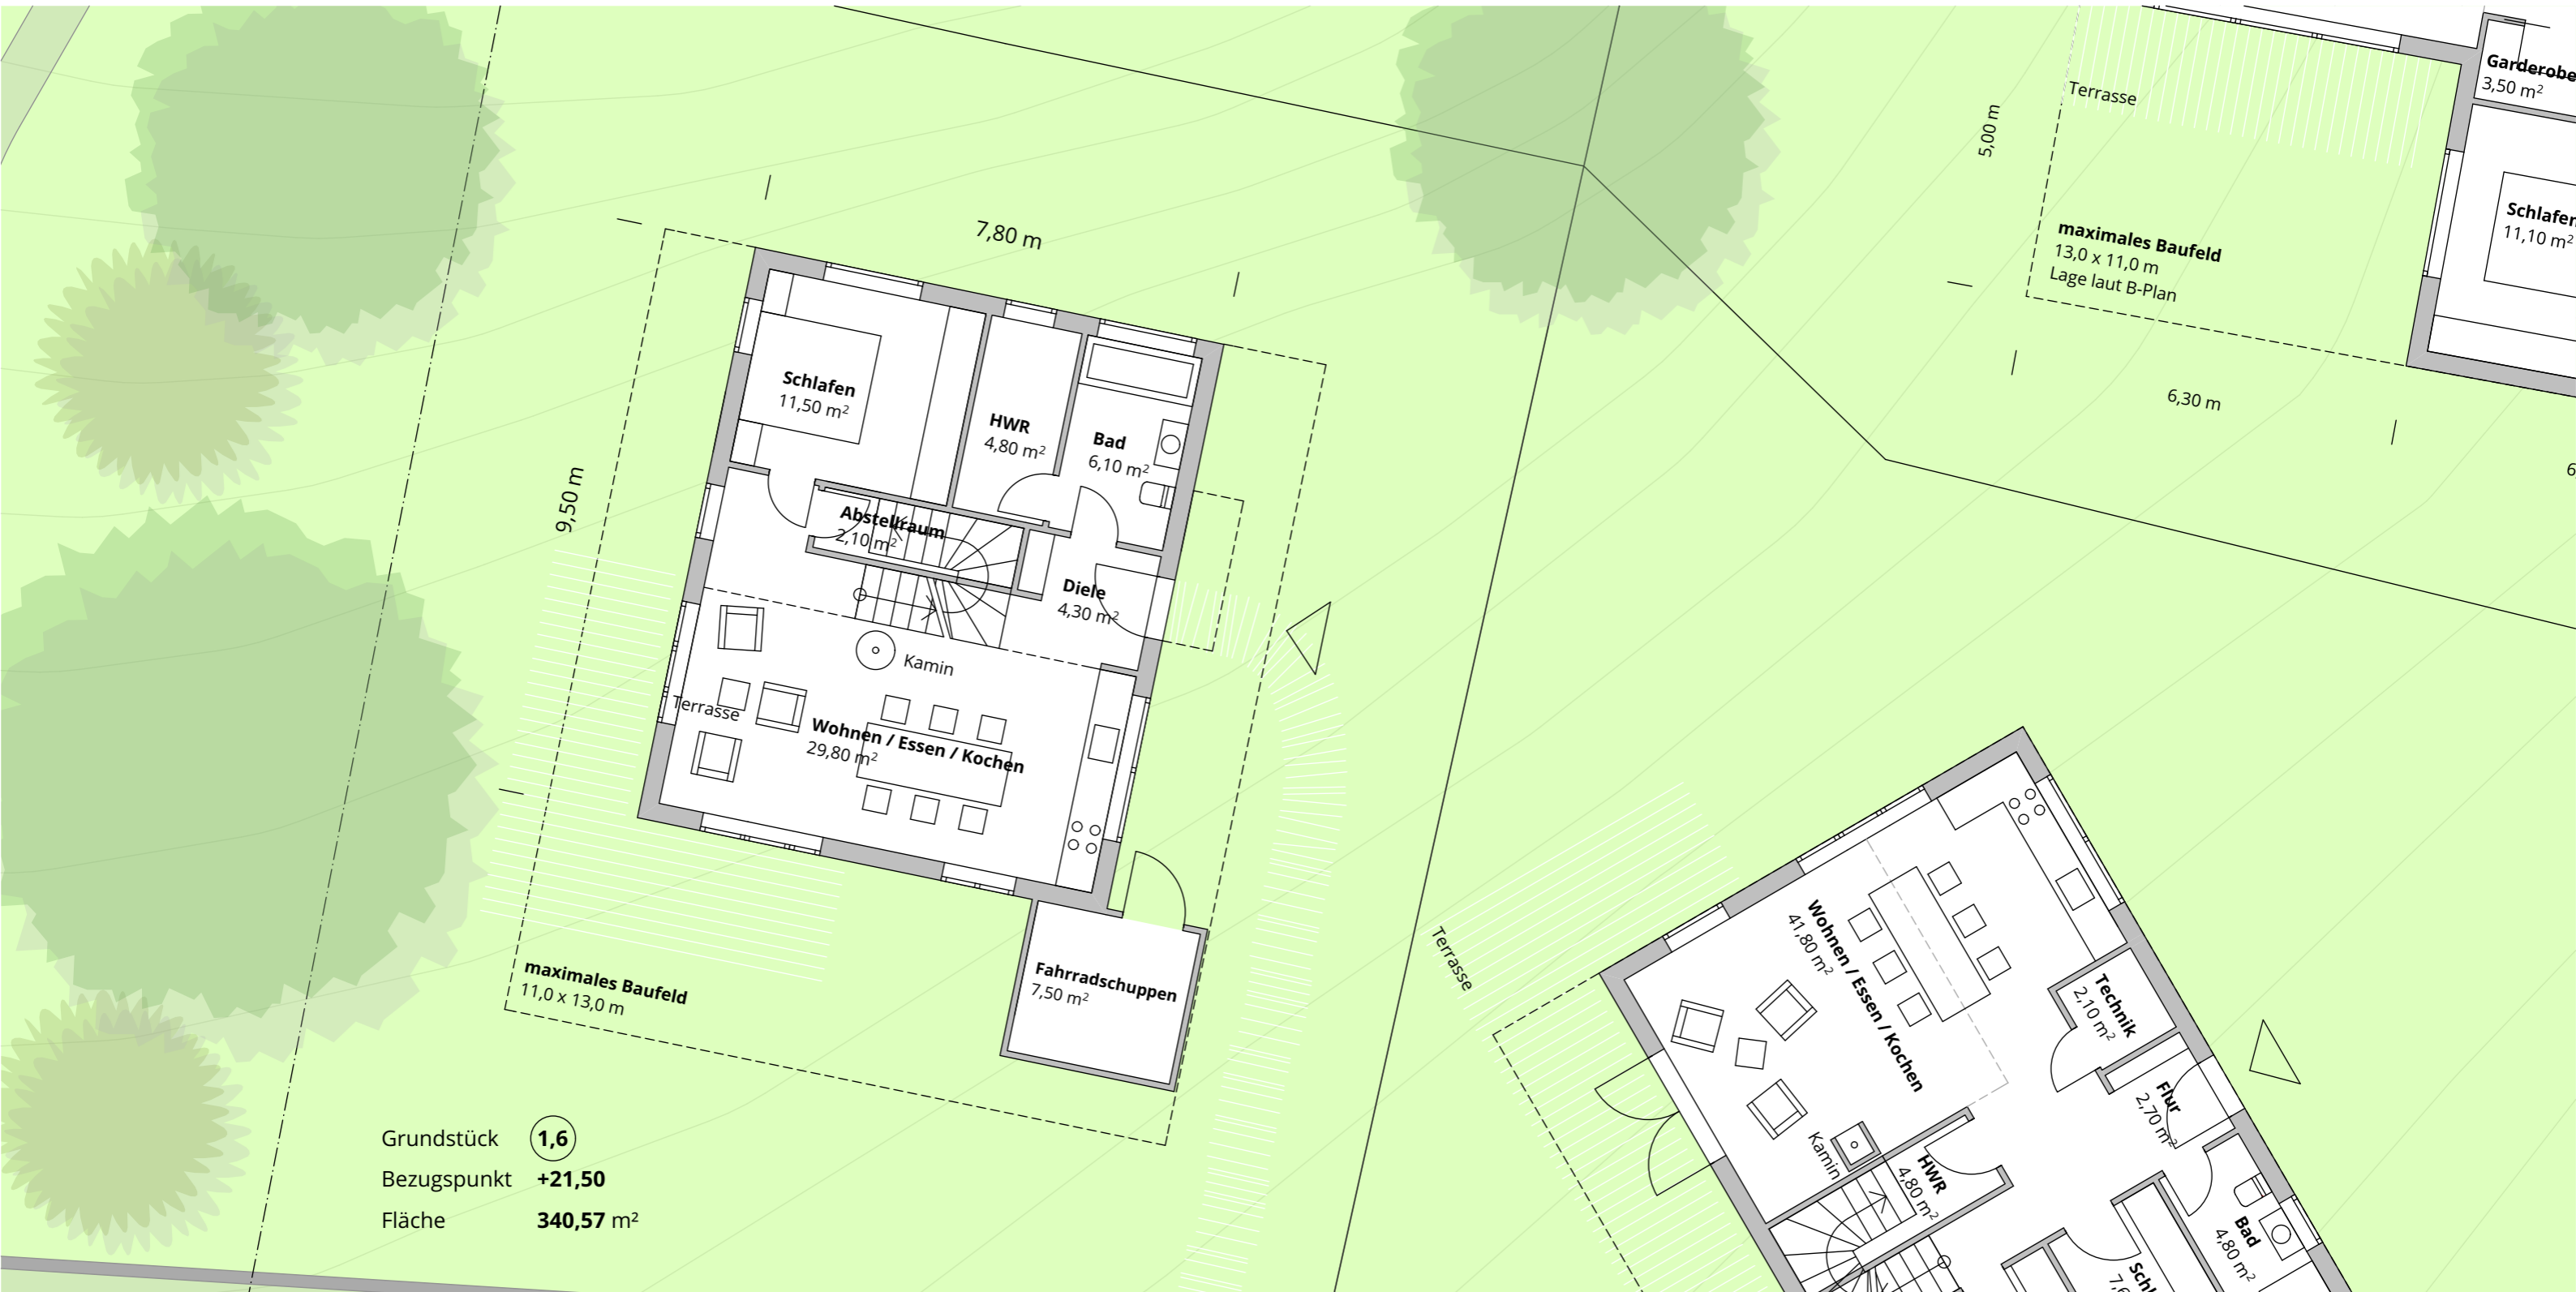 7,80 m
9,50 m
Schlafen
11,50 m²
HWR
4,80 m²
Bad
6,10 m²
Abstellraum
2,10 m²
Diele
4,30 m²
Kamin
Terrasse
Wohnen / Essen / Kochen
29,80 m²
maximales Baufeld
11,0 x 13,0 m
Fahrradschuppen
7,50 m²
Grundstück 1,6
Bezugspunkt +21,50
Fläche 340,57 m²
Terrasse
5,00 m
maximales Baufeld
13,0 x 11,0 m
Lage laut B-Plan
6,30 m
Garderobe
3,50 m²
Schlafen
11,10 m²
6
Terrasse
Wohnen / Essen / Kochen
41,80 m²
Technik
2,10 m²
Flur
2,70 m²
Kamin
HWR
4,80 m²
Bad
4,80 m²